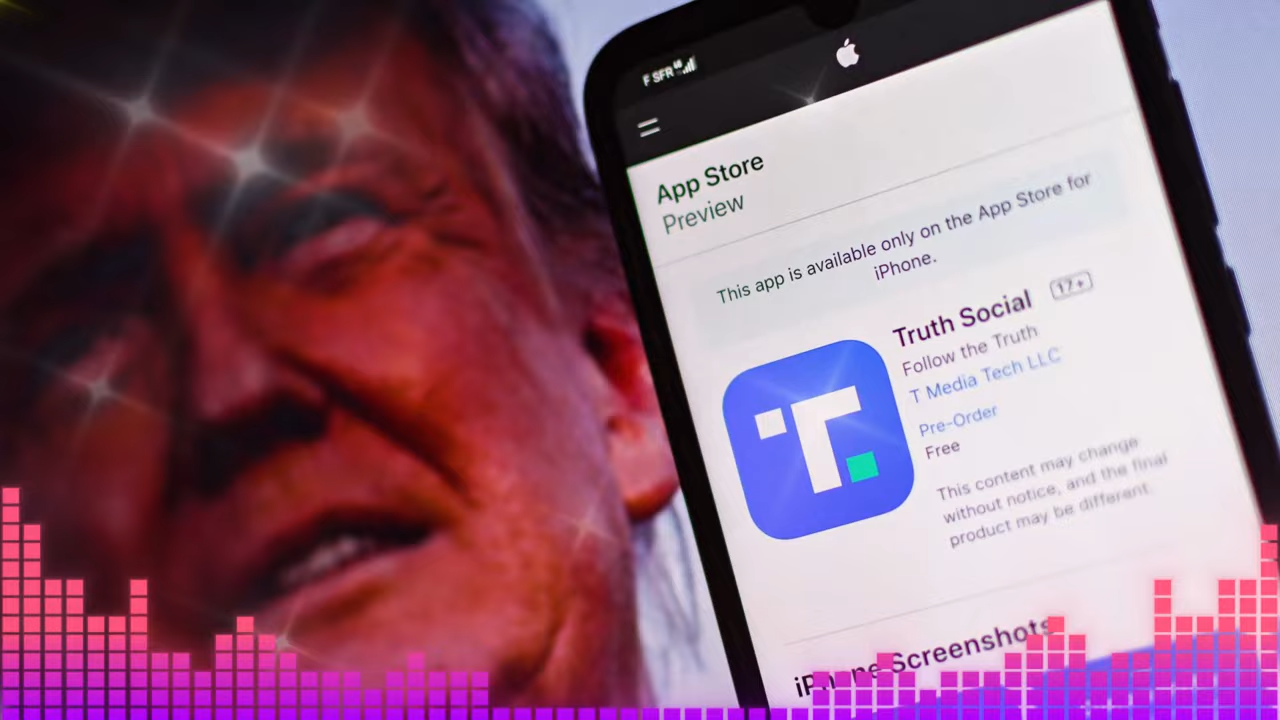 F SFR
App Store
Preview
This app is available only on the App Store for
iPhone.
Truth Social 17+
Follow the Truth
T Media Tech LLC
Pre-Order
Free
This content may change
without notice, and the final
product may be different.
iPhone Screenshots